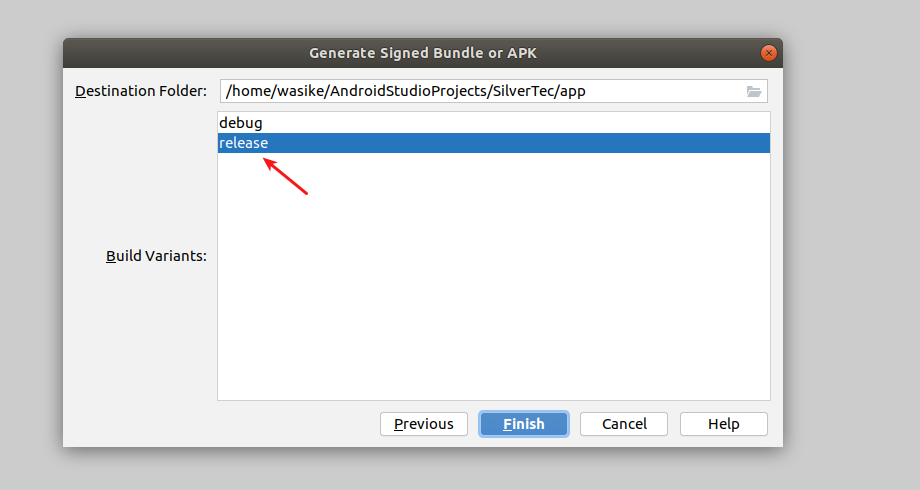 Generate Signed Bundle or APK
Destination Folder: /home/wasike/AndroidStudioProjects/SilverTec/app
debug
release
Build Variants:
Previous Finish Cancel Help